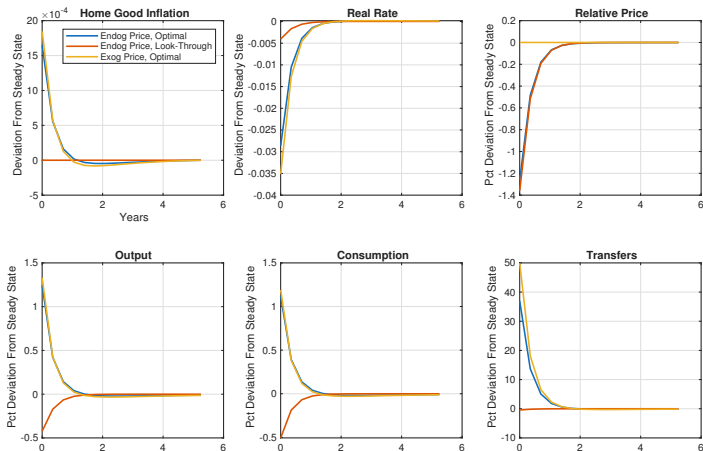 Home Good Inflation
Real Rate
Relative Price
×10⁻⁴
20
15
10
5
0
-5
Deviation From Steady State
Endog Price, Optimal
Endog Price, Look-Through
Exog Price, Optimal
0 2 4 6
Years
0
-0.005
-0.01
-0.015
-0.02
-0.025
-0.03
-0.035
-0.04
Deviation From Steady State
0 2 4 6
0.2
0
-0.2
-0.4
-0.6
-0.8
-1
-1.2
-1.4
Pct Deviation From Steady State
0 2 4 6
Output
Consumption
Transfers
1.5
1
0.5
0
-0.5
Pct Deviation From Steady State
0 2 4 6
1.5
1
0.5
0
-0.5
Pct Deviation From Steady State
0 2 4 6
50
40
30
20
10
0
-10
Pct Deviation From Steady State
0 2 4 6